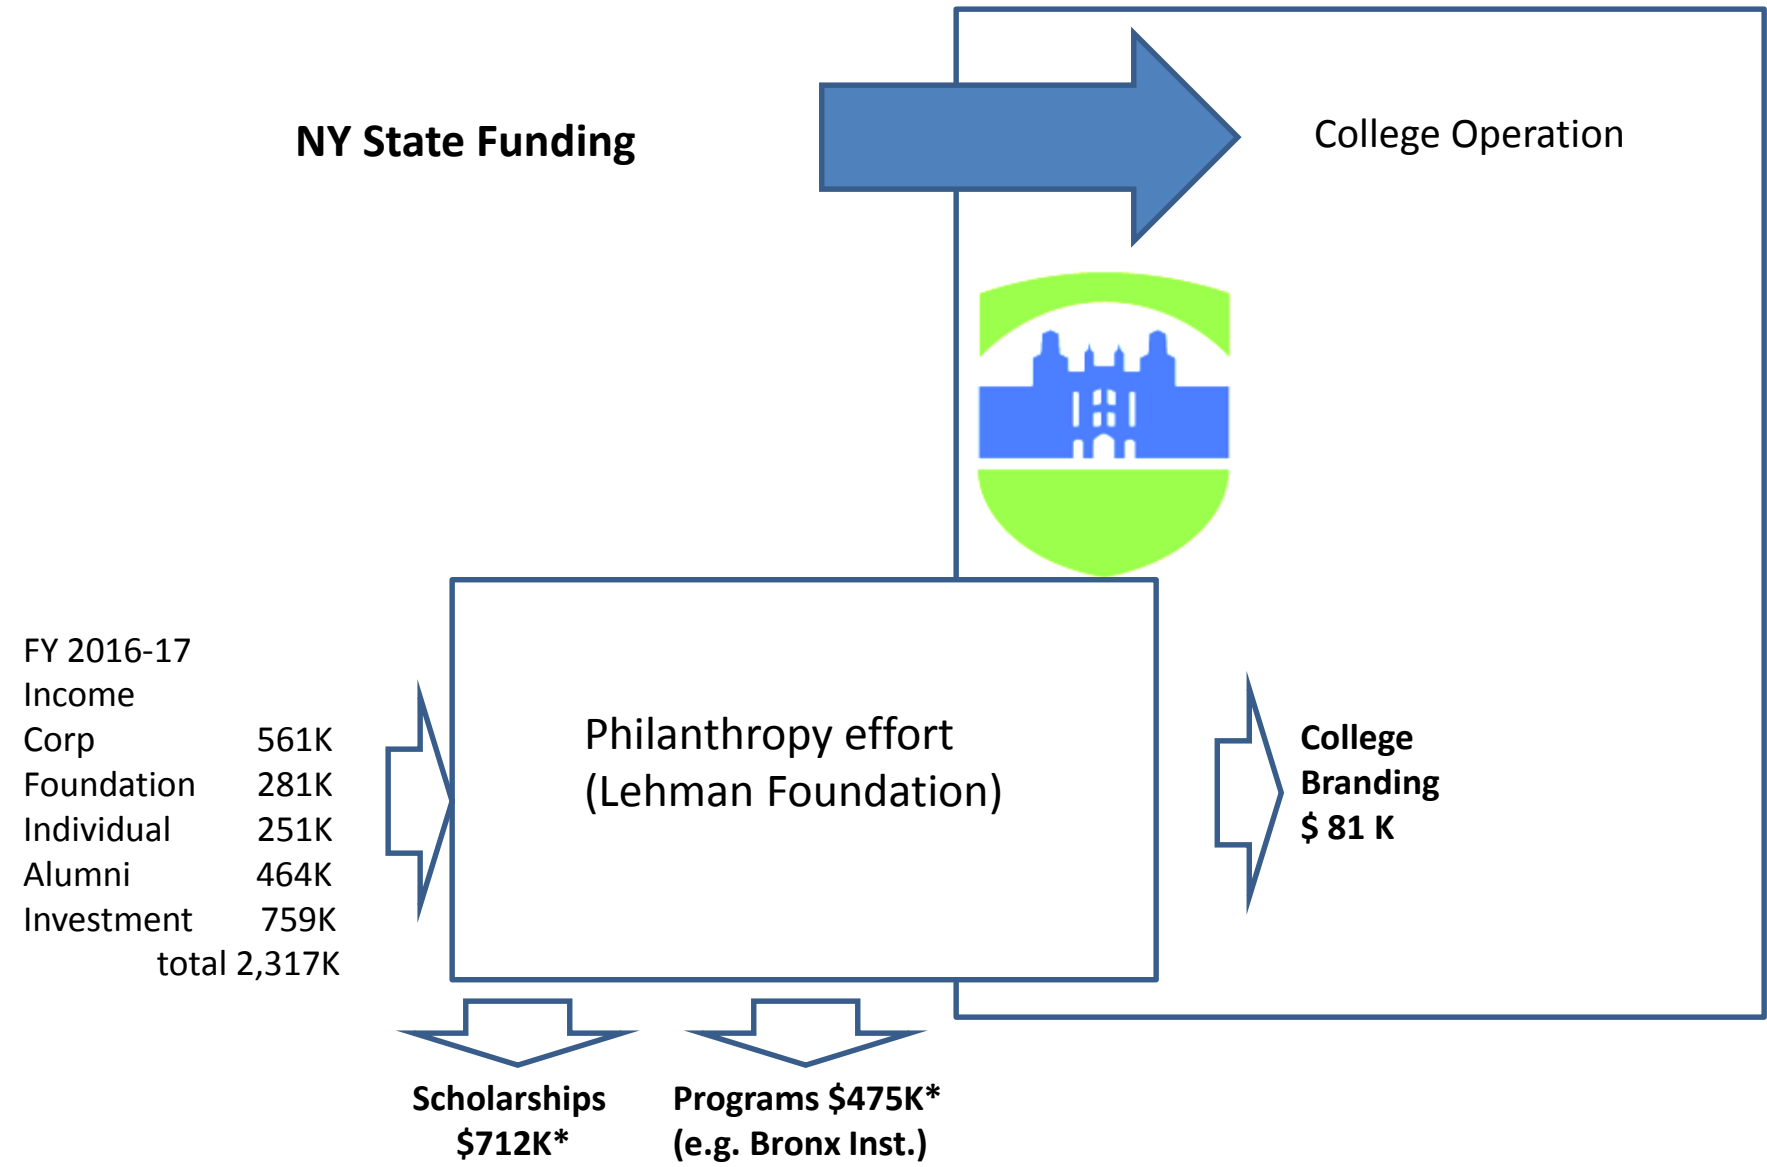 NY State Funding
College Operation
FY 2016-17
Income
Corp 561K
Foundation 281K
Individual 251K
Alumni 464K
Investment 759K
total 2,317K
Philanthropy effort
(Lehman Foundation)
College
Branding
$ 81 K
Scholarships
$712K*
Programs $475K*
(e.g. Bronx Inst.)